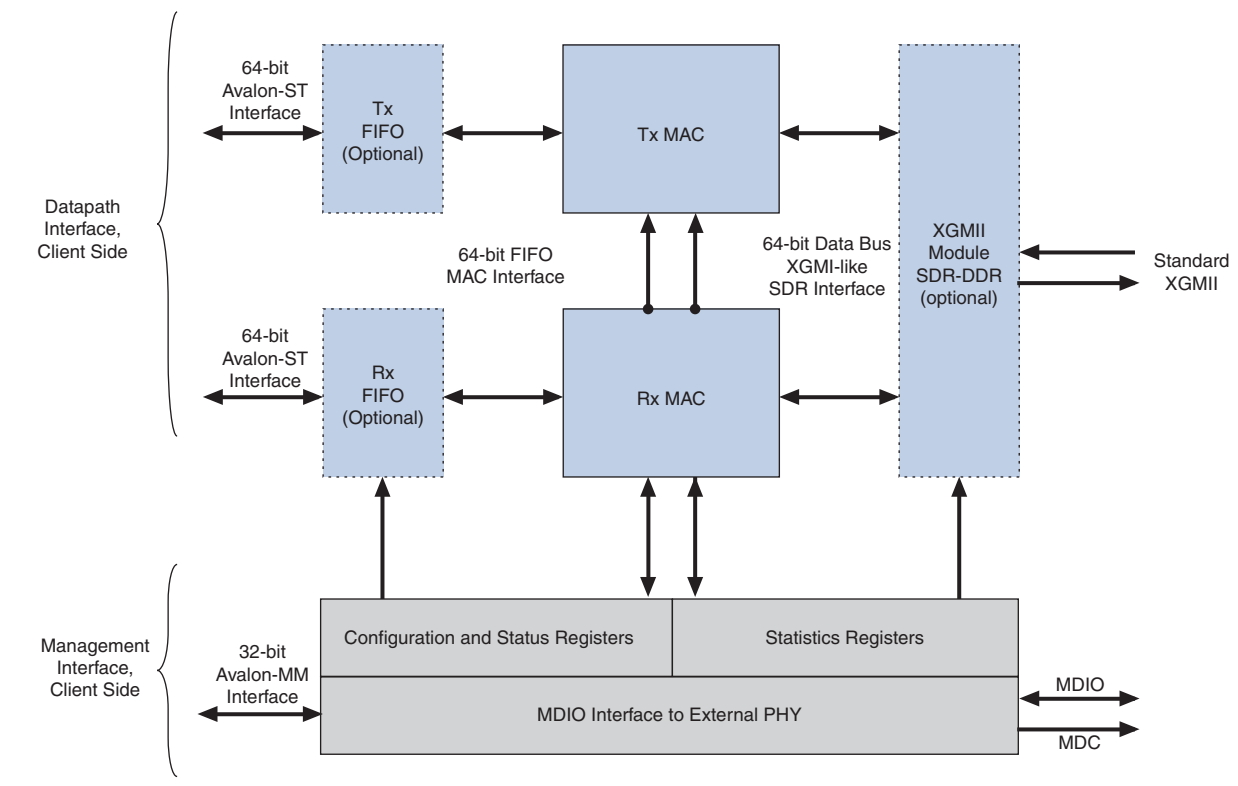 64-bit
Avalon-ST
Interface
Tx
FIFO
(Optional)
Tx MAC
Datapath
Interface,
Client Side
64-bit FIFO
MAC Interface
64-bit Data Bus
XGMI-like
SDR Interface
XGMII
Module
SDR-DDR
(optional)
Standard
XGMII
64-bit
Avalon-ST
Interface
Rx
FIFO
(Optional)
Rx MAC
Management
Interface,
Client Side
32-bit
Avalon-MM
Interface
Configuration and Status Registers
Statistics Registers
MDIO Interface to External PHY
MDIO
MDC